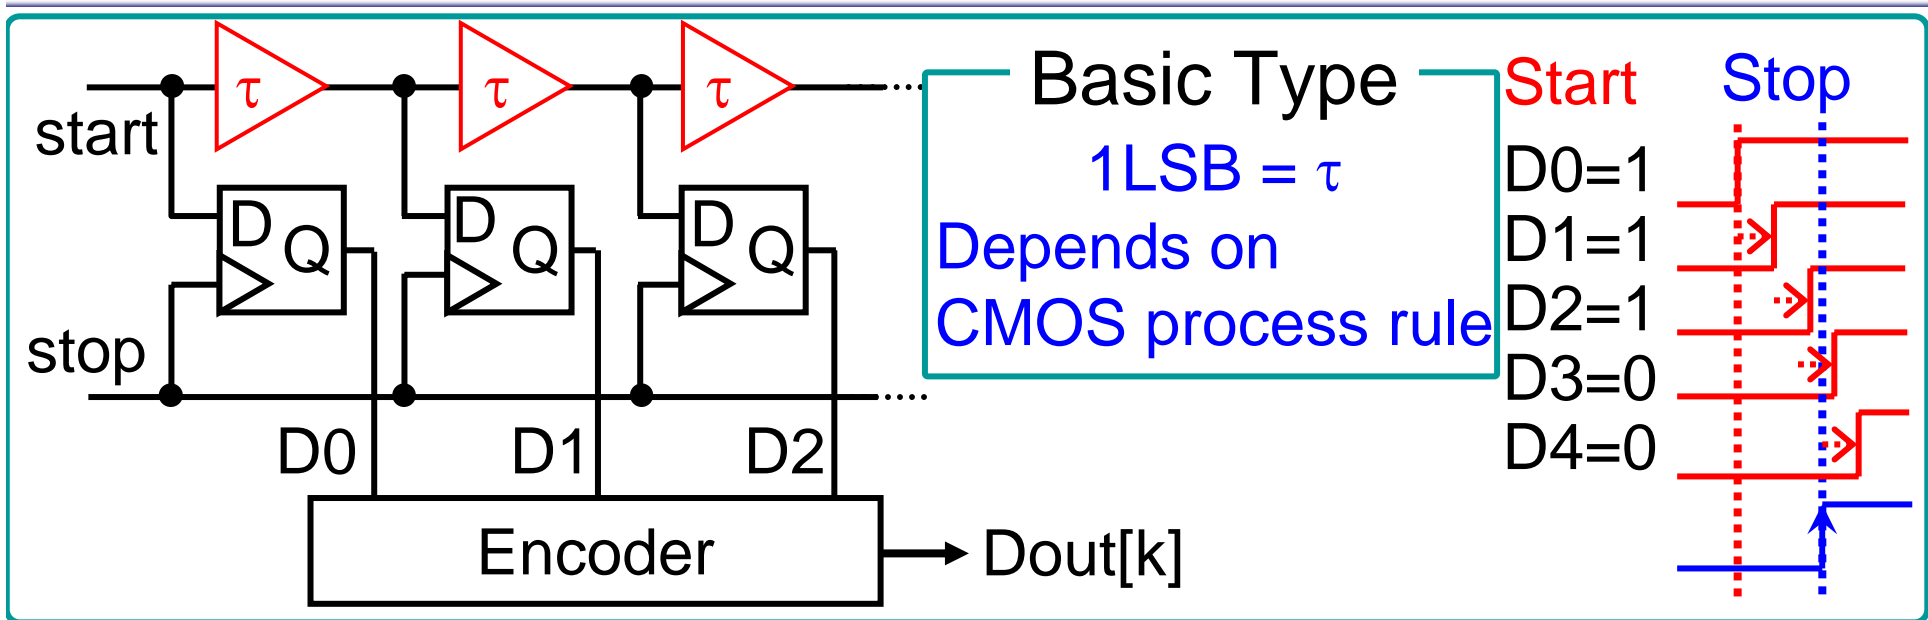 τ τ τ
start
D Q D Q D Q
stop
D0 D1 D2
Encoder
Dout[k]
Basic Type
1LSB = τ
Depends on
CMOS process rule
Start Stop
D0=1
D1=1
D2=1
D3=0
D4=0